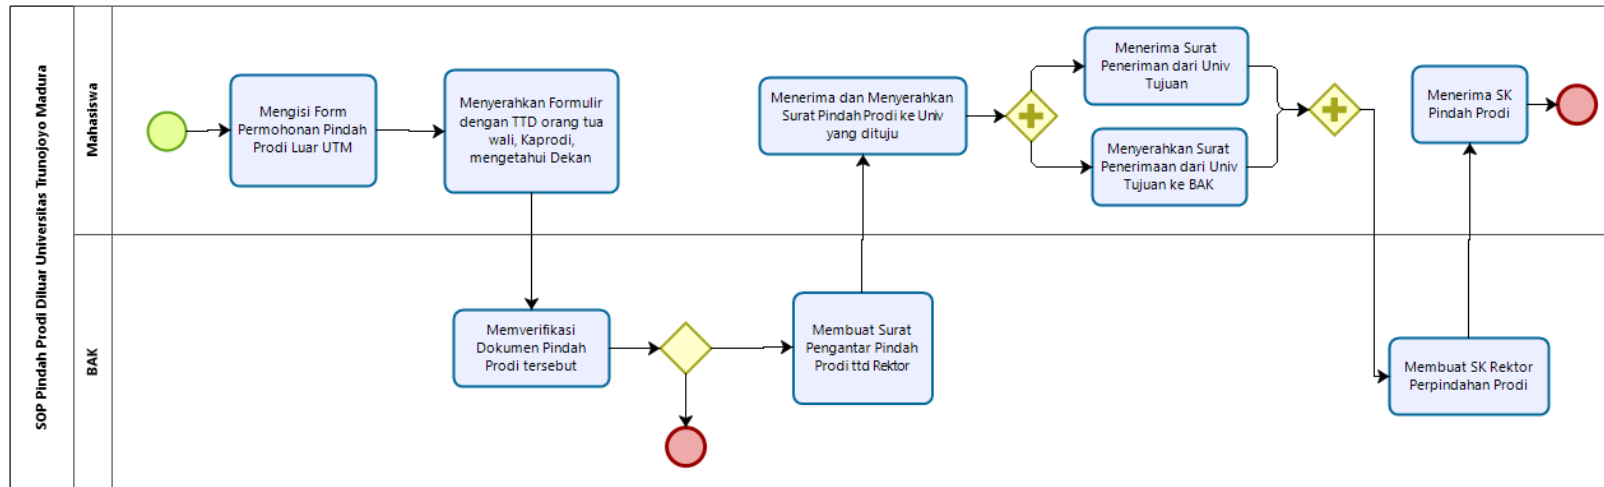 SOP Pindah Prodi Diluar Universitas Trunojoyo Madura
Mahasiswa
Mengisi Form
Permohonan Pindah
Prodi Luar UTM
Menyerahkan Formulir
dengan TTD orang tua
wali, Kaprodi,
mengetahui Dekan
Menerima dan Menyerahkan
Surat Pindah Prodi ke Univ
yang dituju
Menerima Surat
Peneriman dari Univ
Tujuan
Menyerahkan Surat
Penerimaan dari Univ
Tujuan ke BAK
Menerima SK
Pindah Prodi
BAK
Memverifikasi
Dokumen Pindah
Prodi tersebut
Membuat Surat
Pengantar Pindah
Prodi ttd Rektor
Membuat SK Rektor
Perpindahan Prodi